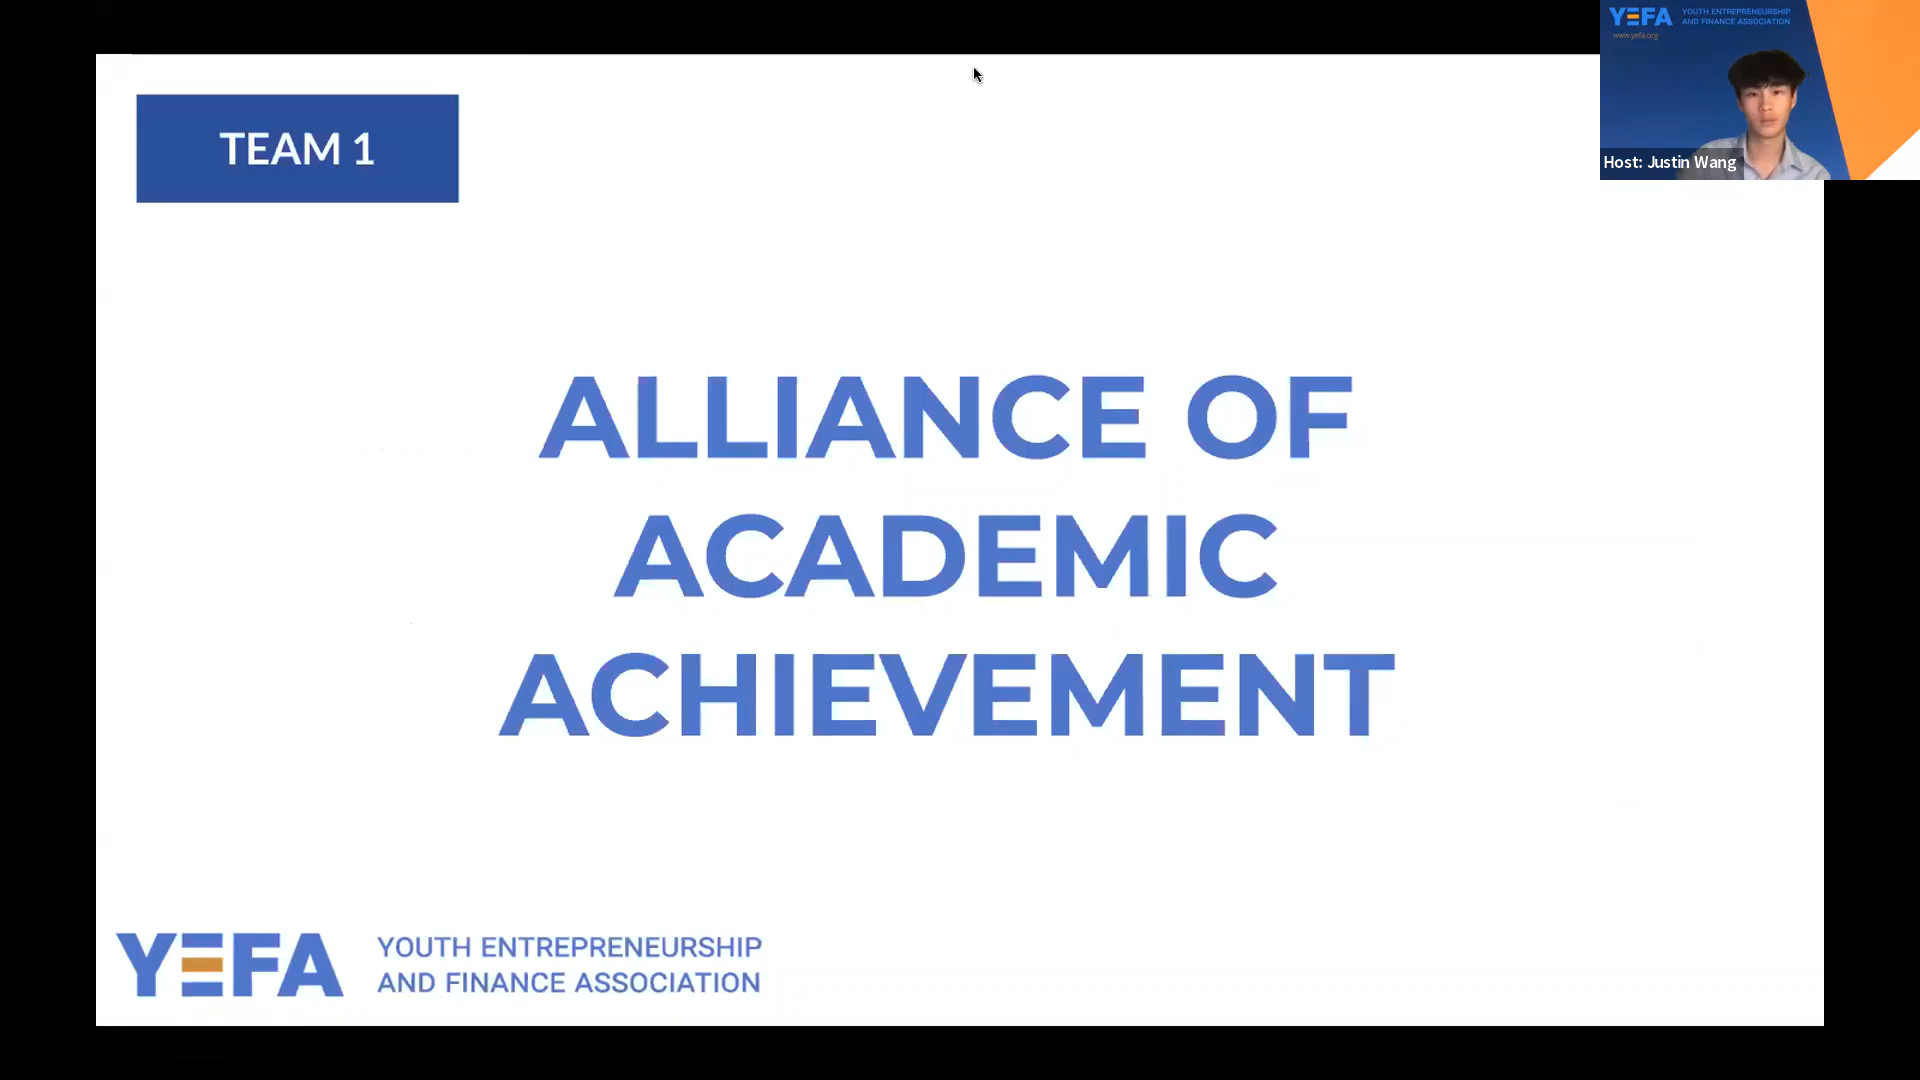 TEAM 1
YEFA YOUTH ENTREPRENEURSHIP
AND FINANCE ASSOCIATION
www.yefa.org
Host: Justin Wang
ALLIANCE OF
ACADEMIC
ACHIEVEMENT
YEFA YOUTH ENTREPRENEURSHIP
AND FINANCE ASSOCIATION